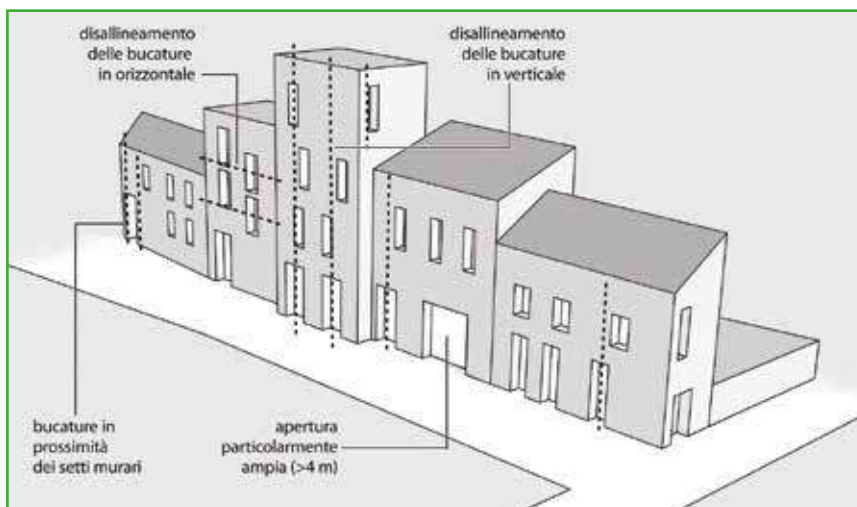 disallineamento
delle bucature
in orizzontale
disallineamento
delle bucature
in verticale
bucature in
prossimità
dei setti murari
apertura
particolarmente
ampia (>4 m)